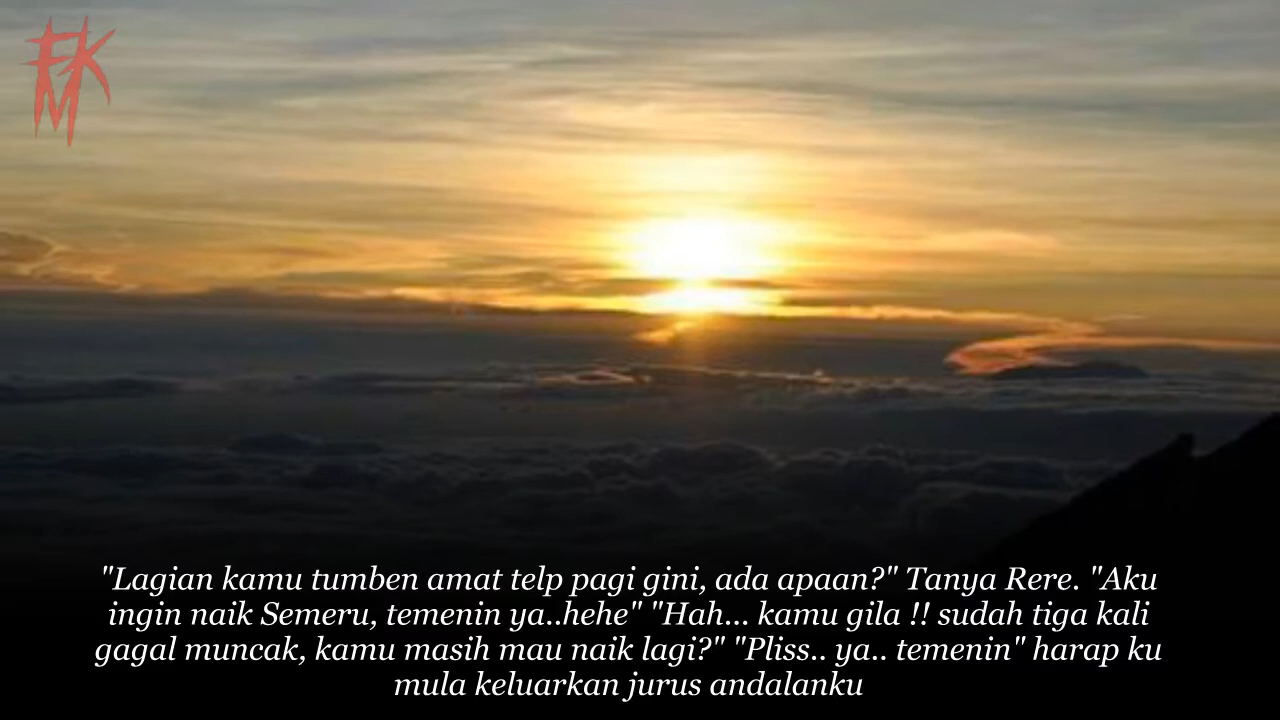 FKM
"Lagian kamu tumben amat telp pagi gini, ada apaan?" Tanya Rere. "Aku
ingin naik Semeru, temenin ya..hehe" "Hah... kamu gila !! sudah tiga kali
gagal muncak, kamu masih mau naik lagi?" "Pliss.. ya.. temenin" harap ku
mula keluarkan jurus andalanku